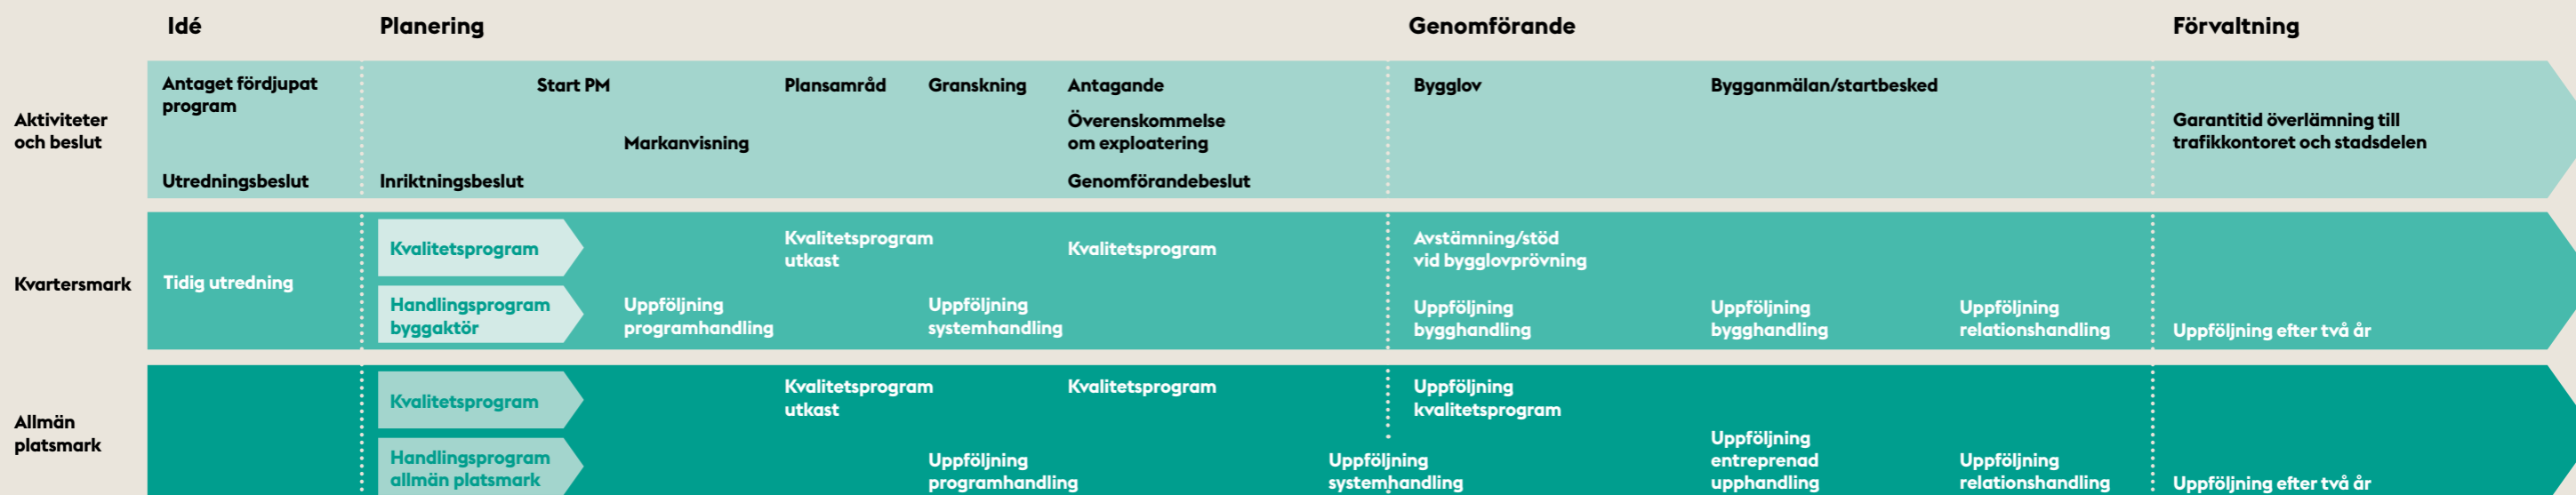 Idé
Planering
Genomförande
Förvaltning
Aktiviteter
och beslut
Antaget fördjupat
program
Utredningsbeslut
Start PM
Markanvisning
Inriktningsbeslut
Plansamråd
Granskning
Antagande
Överenskommelse
om exploatering
Genomförandebeslut
Bygglov
Bygganmälan/startbesked
Garantitid överlämning till
trafikkontoret och stadsdelen
Kvartersmark
Tidig utredning
Kvalitetsprogram
Kvalitetsprogram
utkast
Kvalitetsprogram
Avstämning/stöd
vid bygglovprövning
Handlingsprogram
byggaktör
Uppföljning
programhandling
Uppföljning
systemhandling
Uppföljning
bygghandling
Uppföljning
bygghandling
Uppföljning
relationshandling
Uppföljning efter två år
Allmän
platsmark
Kvalitetsprogram
Kvalitetsprogram
utkast
Kvalitetsprogram
Uppföljning
kvalitetsprogram
Handlingsprogram
allmän platsmark
Uppföljning
programhandling
Uppföljning
systemhandling
Uppföljning
entreprenad
upphandling
Uppföljning
relationshandling
Uppföljning efter två år